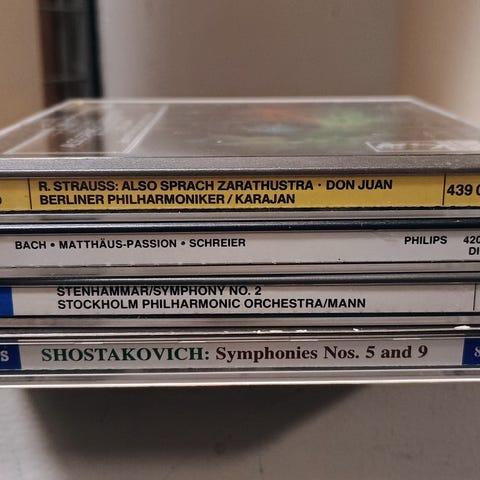 R. STRAUSS: ALSO SPRACH ZARATHUSTRA · DON JUAN
BERLINER PHILHARMONIKER / KARAJAN
439
BACH • MATTHÄUS-PASSION • SCHREIER
PHILIPS 420
STENHAMMAR/SYMPHONY NO. 2
STOCKHOLM PHILHARMONIC ORCHESTRA/MANN
SHOSTAKOVICH: Symphonies Nos. 5 and 9